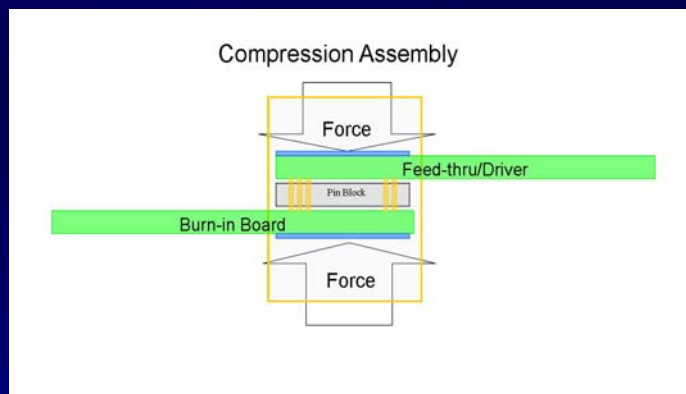 Compression Assembly
Force
Feed-thru/Driver
Pin Block
Burn-in Board
Force